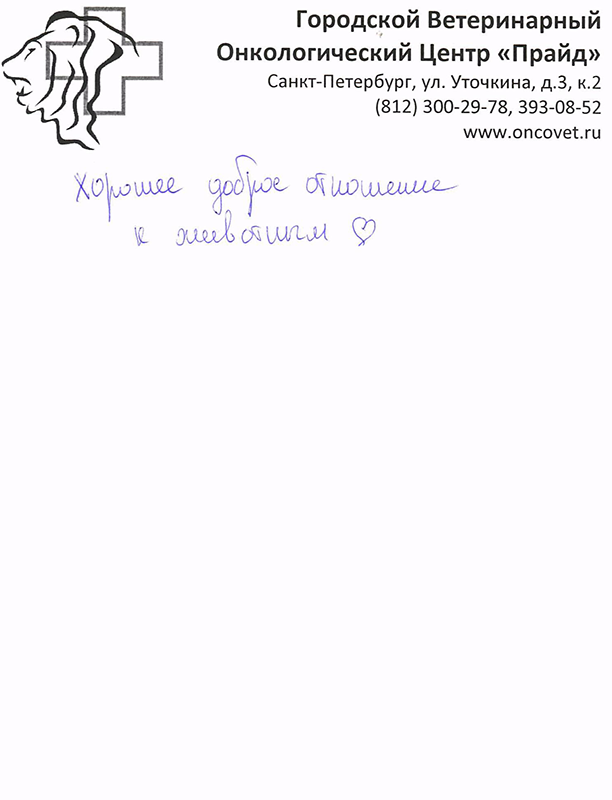 Городской Ветеринарный
Онкологический Центр «Прайд»
Санкт-Петербург, ул. Уточкина, д.3, к.2
(812) 300-29-78, 393-08-52
www.oncovet.ru
Хорошее доброе отношение
к животным ♡